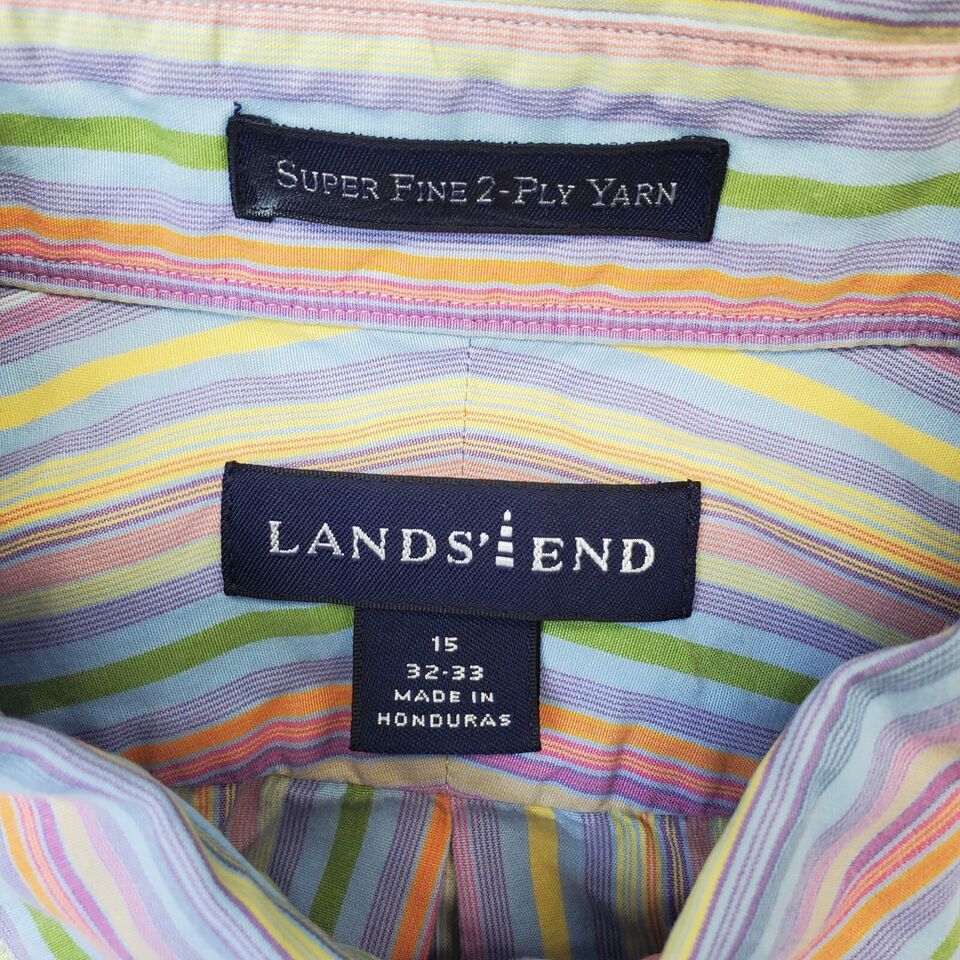 SUPER FINE 2-PLY YARN
LANDS' END
15
32-33
MADE IN
HONDURAS